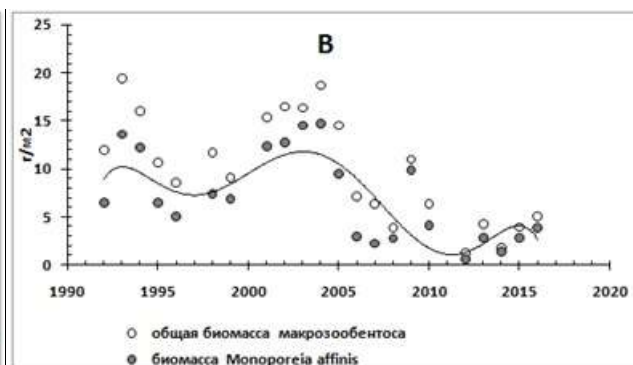 25
В
20
15
г/м2
10
5
0
1990 1995 2000 2005 2010 2015 2020
общая биомасса макрозообентоса
биомасса Monoporeia affinis